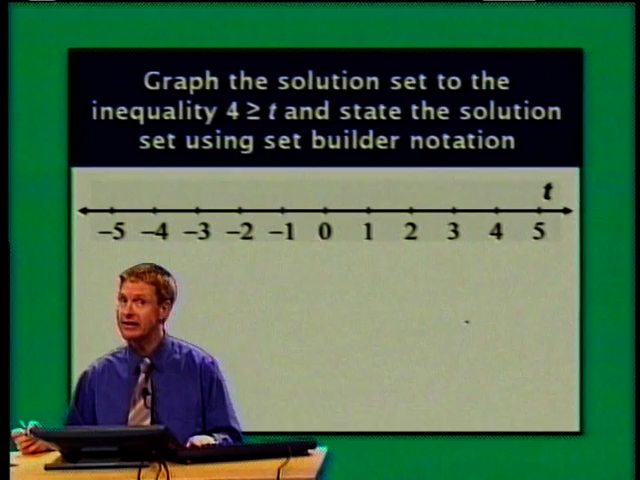 Graph the solution set to the
inequality 4 ≥ t and state the solution
set using set builder notation
t
–5 –4 –3 –2 –1 0 1 2 3 4 5